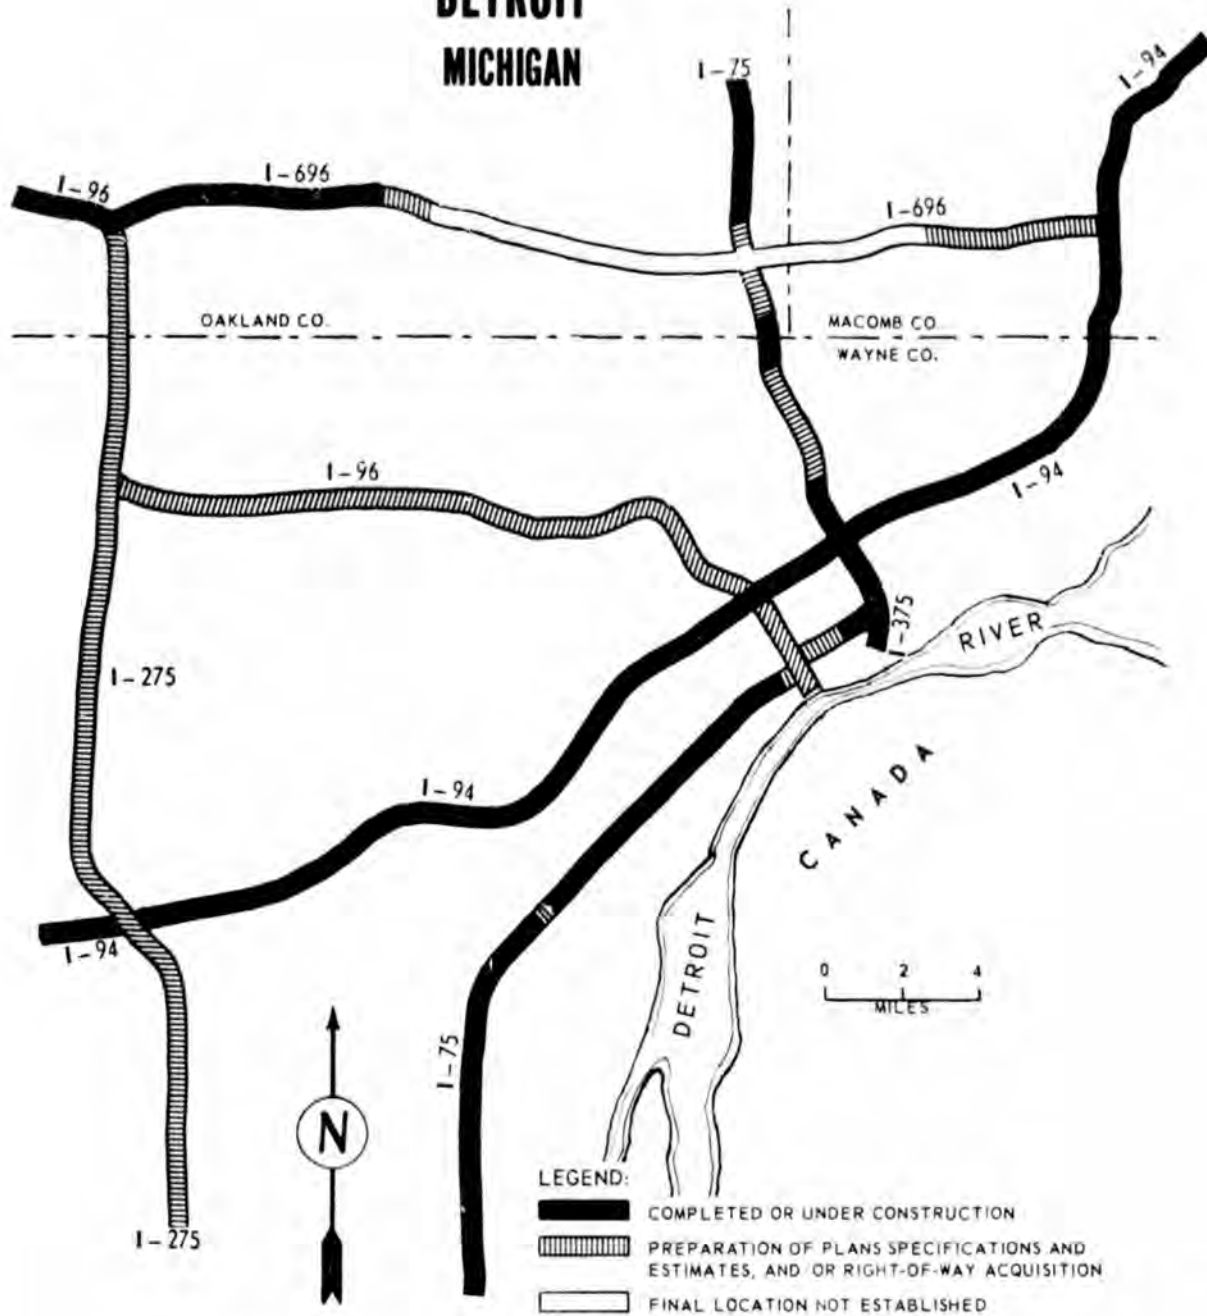 DETROIT
MICHIGAN
I-75
I-94
I-96
I-696
I-696
OAKLAND CO.
MACOMB CO.
WAYNE CO.
I-96
I-94
I-375
RIVER
I-275
I-94
CANADA
I-94
DETROIT
0 2 4
MILES
I-75
N
I-275
LEGEND:
COMPLETED OR UNDER CONSTRUCTION
PREPARATION OF PLANS SPECIFICATIONS AND
ESTIMATES, AND OR RIGHT-OF-WAY ACQUISITION
FINAL LOCATION NOT ESTABLISHED